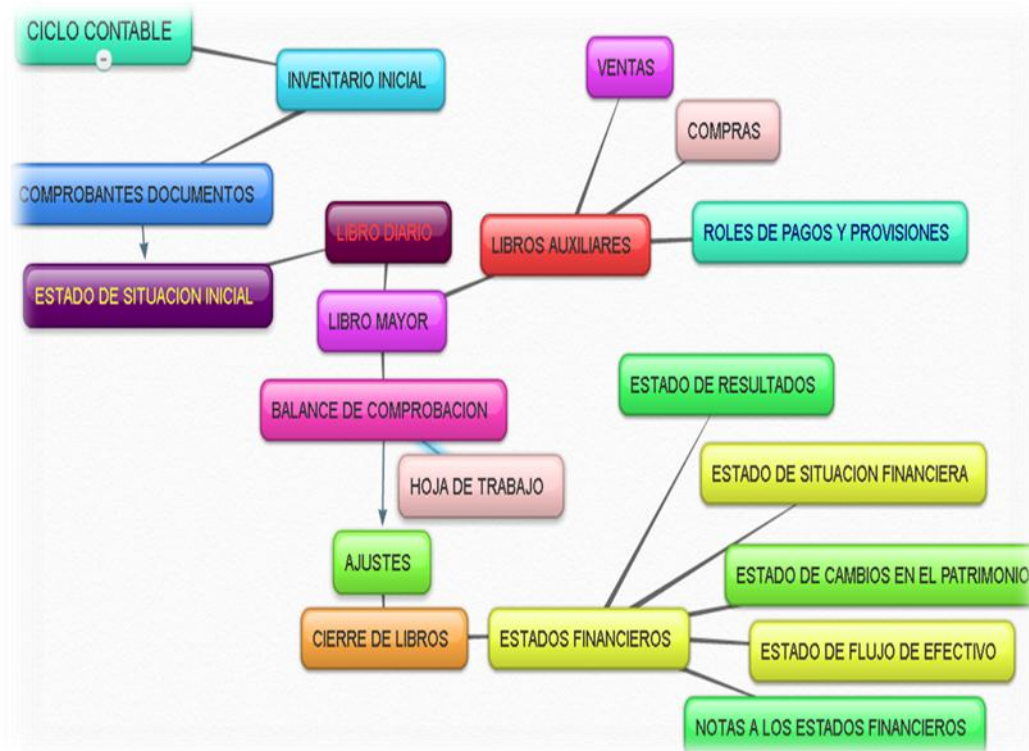 CICLO CONTABLE
INVENTARIO INICIAL
VENTAS
COMPRAS
COMPROBANTES DOCUMENTOS
LIBRO DIARIO
LIBROS AUXILIARES
ROLES DE PAGOS Y PROVISIONES
ESTADO DE SITUACION INICIAL
LIBRO MAYOR
ESTADO DE RESULTADOS
BALANCE DE COMPROBACION
HOJA DE TRABAJO
ESTADO DE SITUACION FINANCIERA
AJUSTES
ESTADO DE CAMBIOS EN EL PATRIMONIO
CIERRE DE LIBROS
ESTADOS FINANCIEROS
ESTADO DE FLUJO DE EFECTIVO
NOTAS A LOS ESTADOS FINANCIEROS